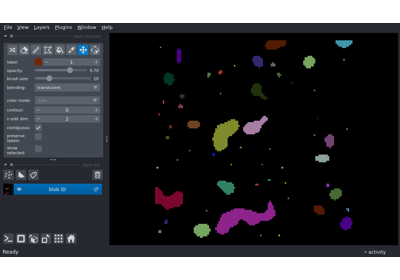 File View Layers Plugins Window Help
label: 1
opacity: 0.70
brush size: 10
blending: translucent
color mode: auto
contour: 0
n edit dim: 2
contiguous:
preserve labels:
show selected:
blob ID
Ready
activity